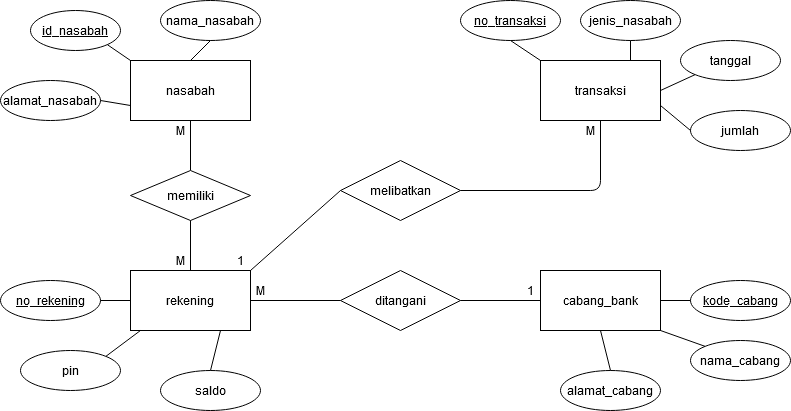 nama_nasabah
id_nasabah
no_transaksi
jenis_nasabah
tanggal
nasabah
transaksi
alamat_nasabah
M
M
jumlah
memiliki
melibatkan
M
1
M
1
no_rekening
rekening
ditangani
cabang_bank
kode_cabang
pin
nama_cabang
saldo
alamat_cabang